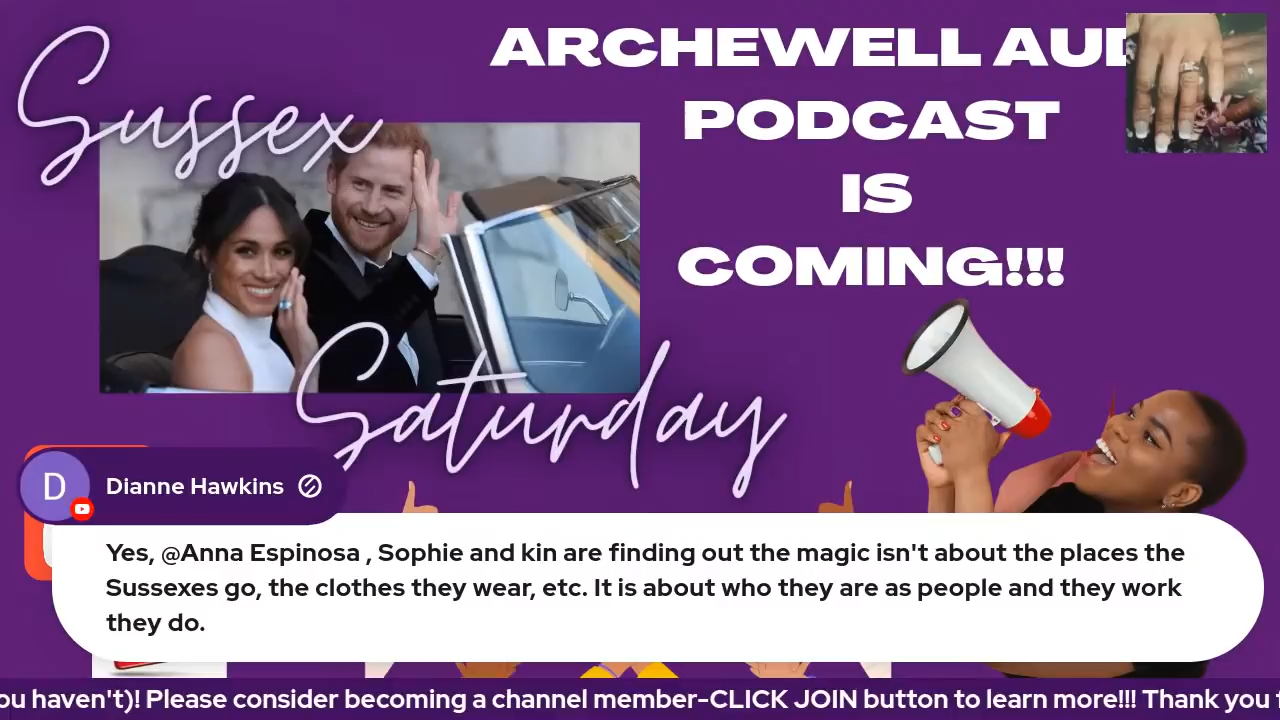 Sussex
ARCHEWELL AUD
PODCAST
IS
COMING!!!
Saturday
D
Dianne Hawkins
Yes, @Anna Espinosa , Sophie and kin are finding out the magic isn't about the places the
Sussexes go, the clothes they wear, etc. It is about who they are as people and they work
they do.
ou haven't)! Please consider becoming a channel member-CLICK JOIN button to learn more!!! Thank you